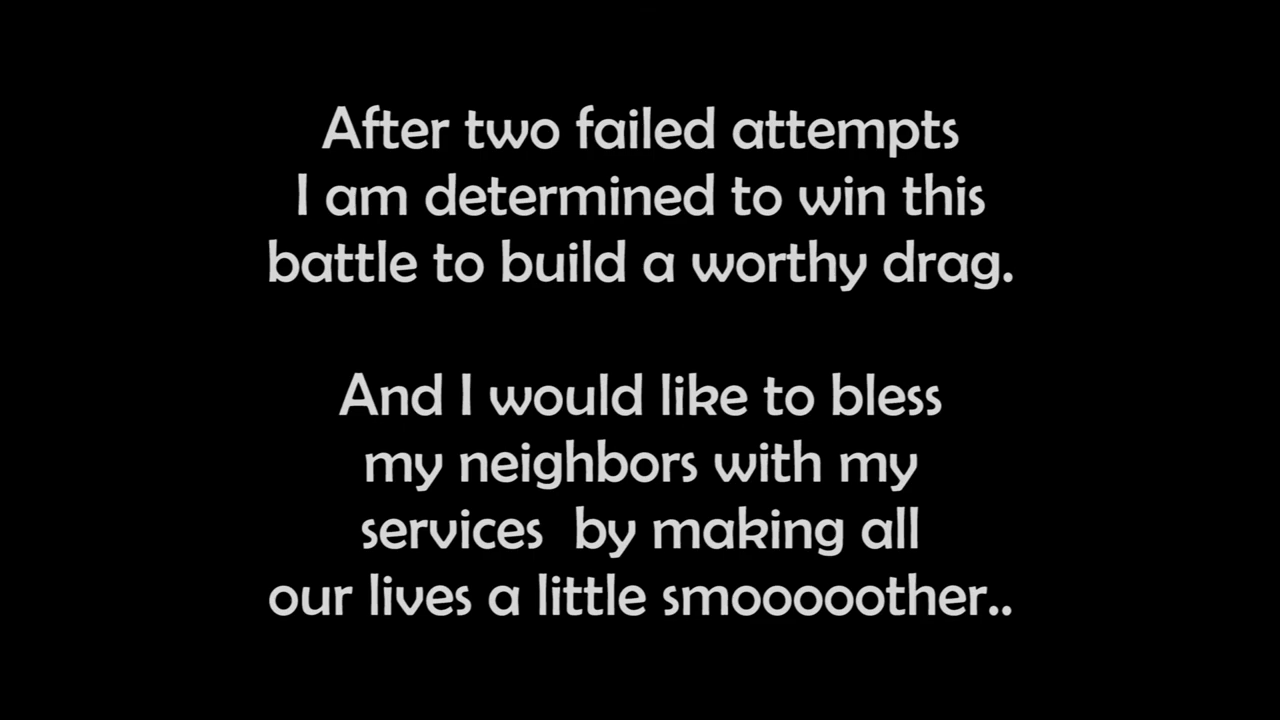 After two failed attempts
I am determined to win this
battle to build a worthy drag.
And I would like to bless
my neighbors with my
services  by making all
our lives a little smooooother..